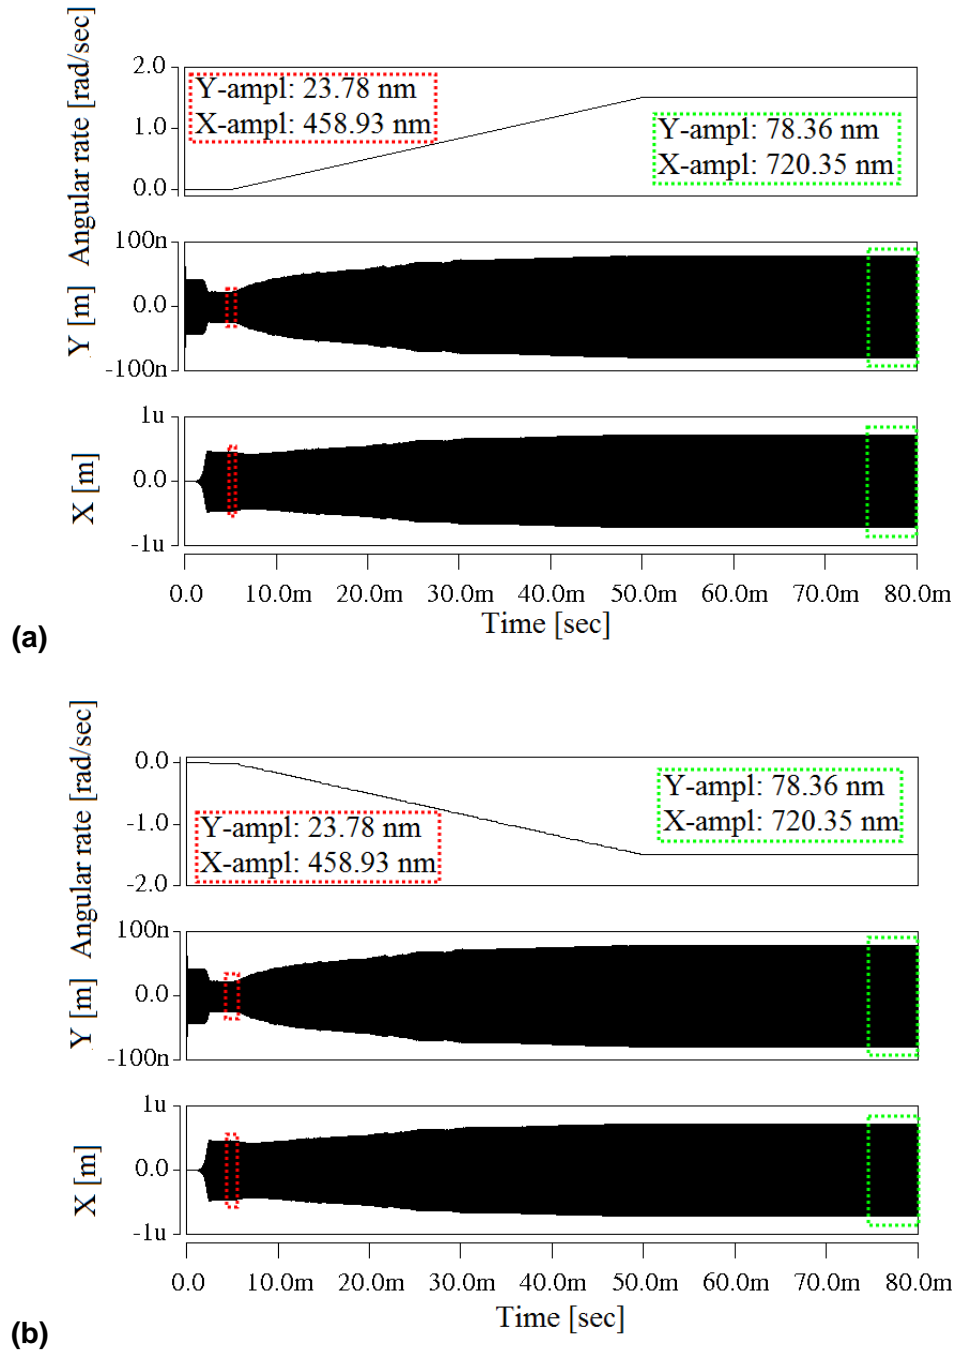 (a)
Angular rate [rad/sec]
2.0
1.0
0.0
Y-ampl: 23.78 nm
X-ampl: 458.93 nm
Y-ampl: 78.36 nm
X-ampl: 720.35 nm
Y [m]
100n
0.0
-100n
X [m]
1u
0.0
-1u
0.0 10.0m 20.0m 30.0m 40.0m 50.0m 60.0m 70.0m 80.0m
Time [sec]
(b)
Angular rate [rad/sec]
0.0
-1.0
-2.0
Y-ampl: 23.78 nm
X-ampl: 458.93 nm
Y-ampl: 78.36 nm
X-ampl: 720.35 nm
Y [m]
100n
0.0
-100n
X [m]
1u
0.0
-1u
0.0 10.0m 20.0m 30.0m 40.0m 50.0m 60.0m 70.0m 80.0m
Time [sec]